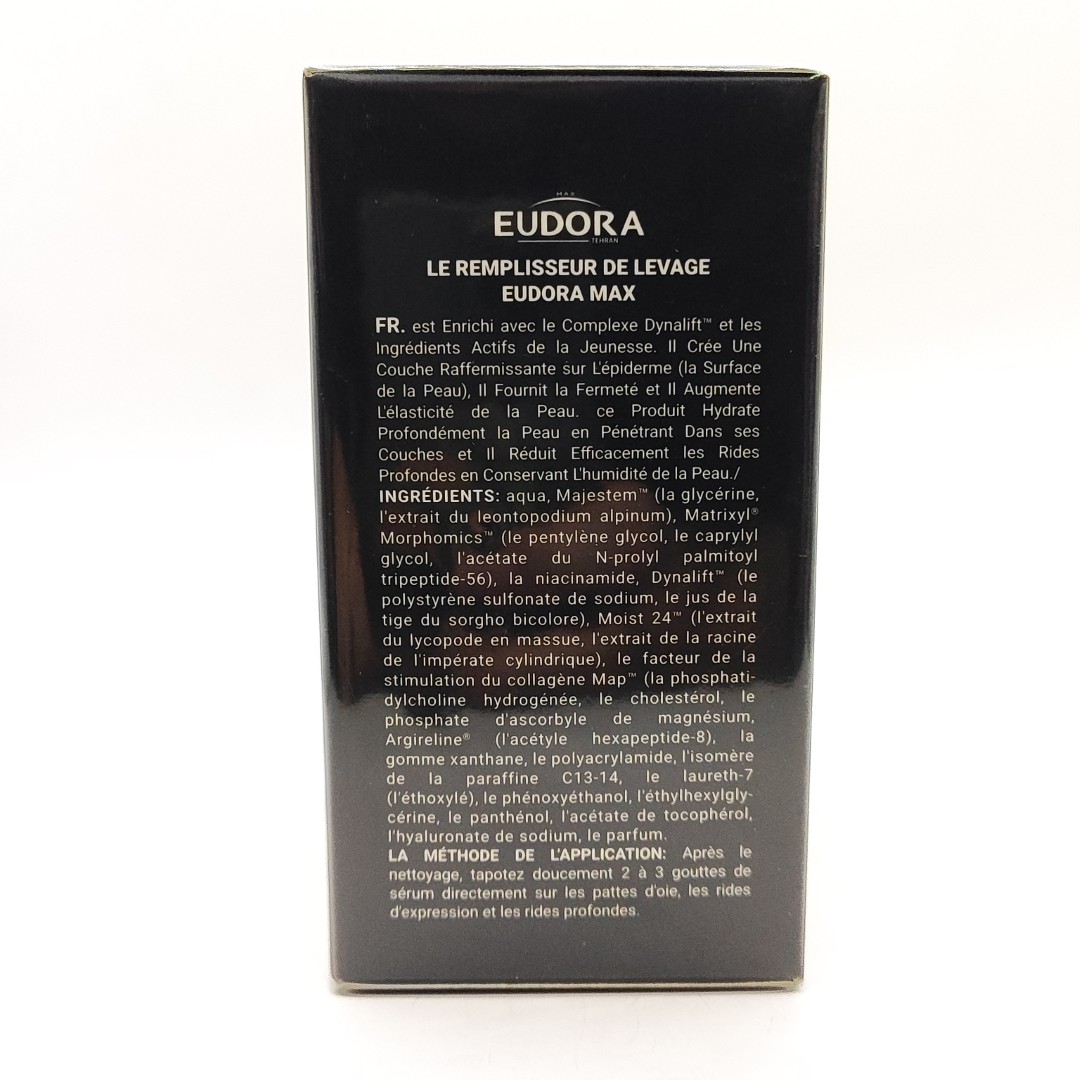 MAX
EUDORA
TEHRAN
LE REMPLISSEUR DE LEVAGE
EUDORA MAX
FR. est Enrichi avec le Complexe Dynalift™ et les
Ingrédients Actifs de la Jeunesse. Il Crée Une
Couche Raffermissante sur L'épiderme (la Surface
de la Peau), Il Fournit la Fermeté et Il Augmente
L'élasticité de la Peau. ce Produit Hydrate
Profondément la Peau en Pénétrant Dans ses
Couches et Il Réduit Efficacement les Rides
Profondes en Conservant L'humidité de la Peau./
INGRÉDIENTS: aqua, Majestem™ (la glycérine,
l'extrait du leontopodium alpinum), Matrixyl®
Morphomics™ (le pentylène glycol, le caprylyl
glycol, l'acétate du N-prolyl palmitoyl
tripeptide-56), la niacinamide, Dynalift™ (le
polystyrène sulfonate de sodium, le jus de la
tige du sorgho bicolore), Moist 24™ (l'extrait
du lycopode en massue, l'extrait de la racine
de l'impérate cylindrique), le facteur de la
stimulation du collagène Map™ (la phosphati-
dylcholine hydrogénée, le cholestérol, le
phosphate d'ascorbyle de magnésium,
Argireline® (l'acétyle hexapeptide-8), la
gomme xanthane, le polyacrylamide, l'isomère
de la paraffine C13-14, le laureth-7
(l'éthoxylé), le phénoxyéthanol, l'éthylhexylgly-
cérine, le panthénol, l'acétate de tocophérol,
l'hyaluronate de sodium, le parfum.
LA MÉTHODE DE L'APPLICATION: Après le
nettoyage, tapotez doucement 2 à 3 gouttes de
sérum directement sur les pattes d'oie, les rides
d'expression et les rides profondes.